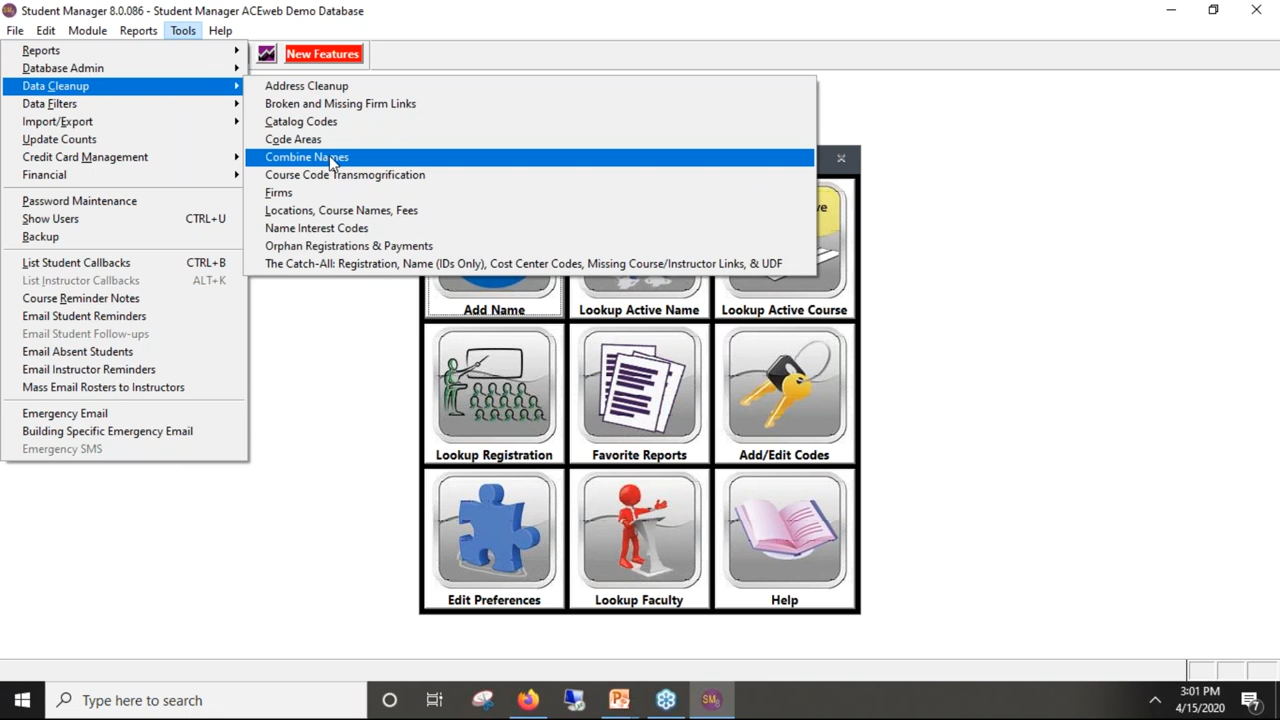 Student Manager 8.0.086 - Student Manager ACEweb Demo Database
File Edit Module Reports Tools Help
New Features
Reports
Database Admin
Data Cleanup
Data Filters
Import/Export
Update Counts
Credit Card Management
Financial
Password Maintenance
Show Users CTRL+U
Backup
List Student Callbacks CTRL+B
List Instructor Callbacks ALT+K
Course Reminder Notes
Email Student Reminders
Email Student Follow-ups
Email Absent Students
Email Instructor Reminders
Mass Email Rosters to Instructors
Emergency Email
Building Specific Emergency Email
Emergency SMS
Address Cleanup
Broken and Missing Firm Links
Catalog Codes
Code Areas
Combine Names
Course Code Transmogrification
Firms
Locations, Course Names, Fees
Name Interest Codes
Orphan Registrations & Payments
The Catch-All: Registration, Name (IDs Only), Cost Center Codes, Missing Course/Instructor Links, & UDF
Add Name Lookup Active Name Lookup Active Course
Lookup Registration Favorite Reports Add/Edit Codes
Edit Preferences Lookup Faculty Help
Type here to search
SM
3:01 PM
4/15/2020
7